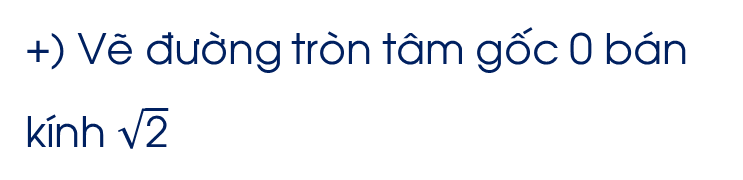 +) Vẽ đường tròn tâm gốc 0 bán
kính √2